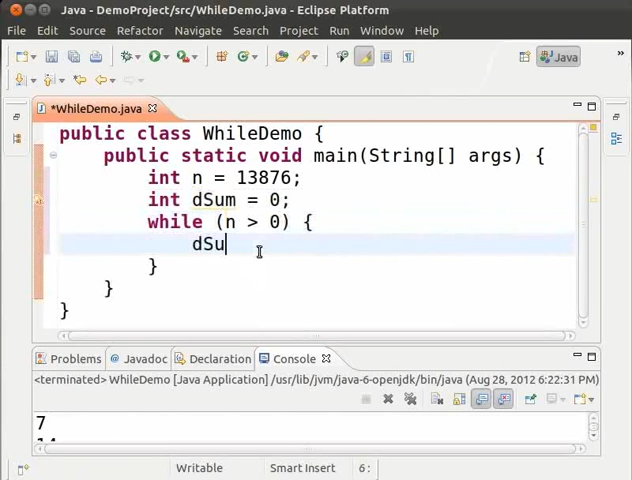 Java - DemoProject/src/WhileDemo.java - Eclipse Platform
File Edit Source Refactor Navigate Search Project Run Window Help
Java
*WhileDemo.java
public class WhileDemo {
public static void main(String[] args) {
int n = 13876;
int dSum = 0;
while (n > 0) {
dSu
}
}
}
Problems Javadoc Declaration Console
<terminated> WhileDemo [Java Application] /usr/lib/jvm/java-6-openjdk/bin/java (Aug 28, 2012 6:22:31 PM)
7
14
Writable Smart Insert 6 :